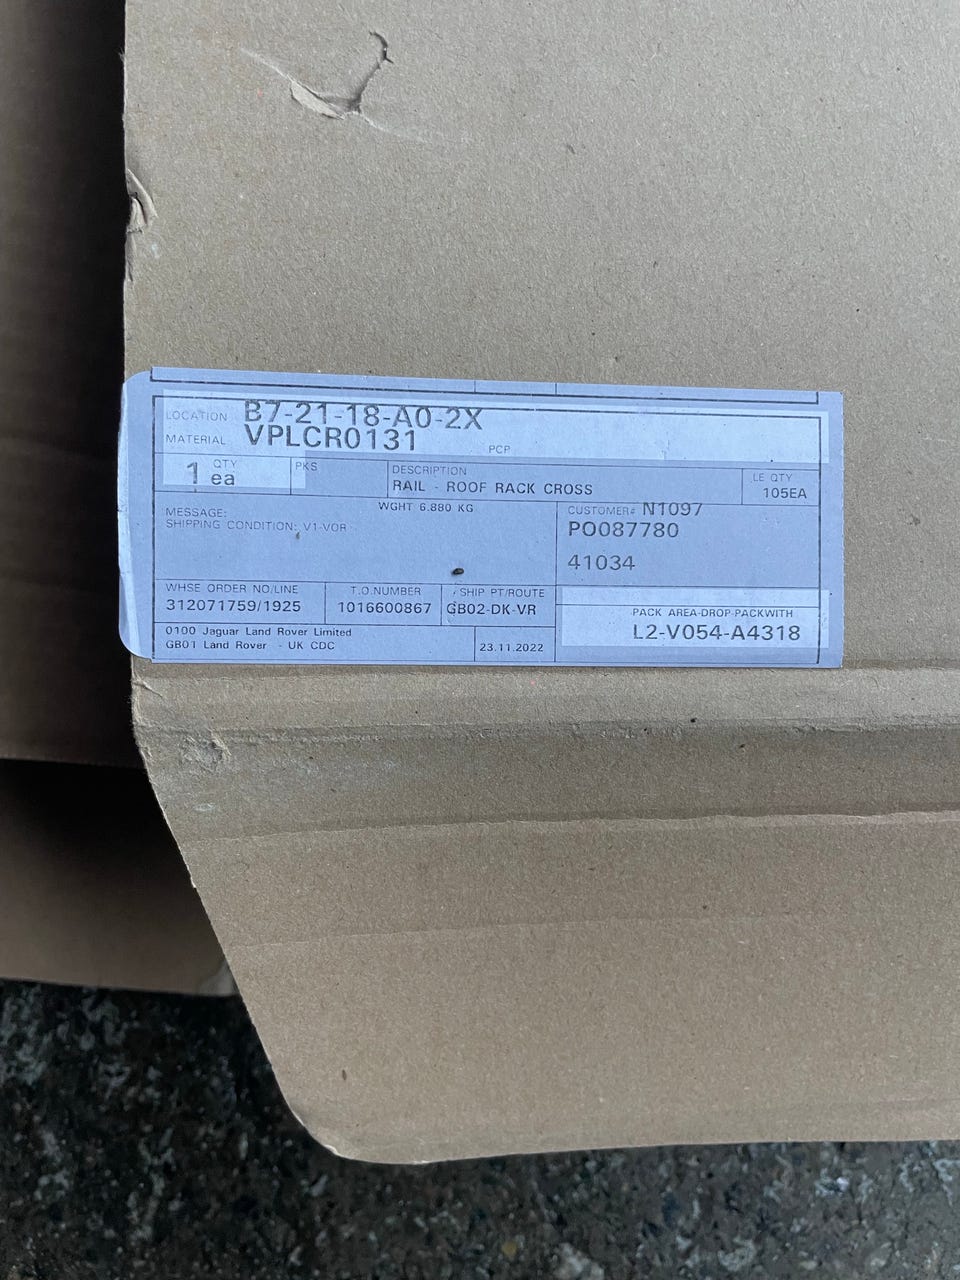 LOCATION B7-21-18-A0-2X
MATERIAL VPLCR0131
PCP
QTY
1 ea
PKS
DESCRIPTION
RAIL - ROOF RACK CROSS
LE QTY
105EA
WGHT 6.880 KG
MESSAGE:
SHIPPING CONDITION: V1-VOR
CUSTOMER# N1097
PO087780
41034
WHSE ORDER NO/LINE
312071759/1925
T.O.NUMBER
1016600867
SHIP PT/ROUTE
GB02-DK-VR
PACK AREA-DROP-PACKWITH
L2-V054-A4318
0100 Jaguar Land Rover Limited
GB01 Land Rover - UK CDC
23.11.2022